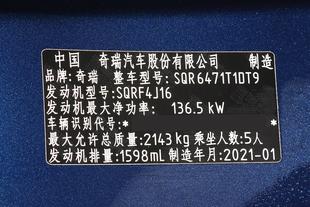 中国 奇瑞汽车股份有限公司 制造
品牌:奇瑞 整车型号:SQR6471T1DT9
发动机型号:SQRF4J16
发动机最大净功率: 136.5 kW
车辆识别代号:* *
最大允许总质量:2143 kg 乘坐人数:5人
发动机排量:1598mL 制造年月:2021-01